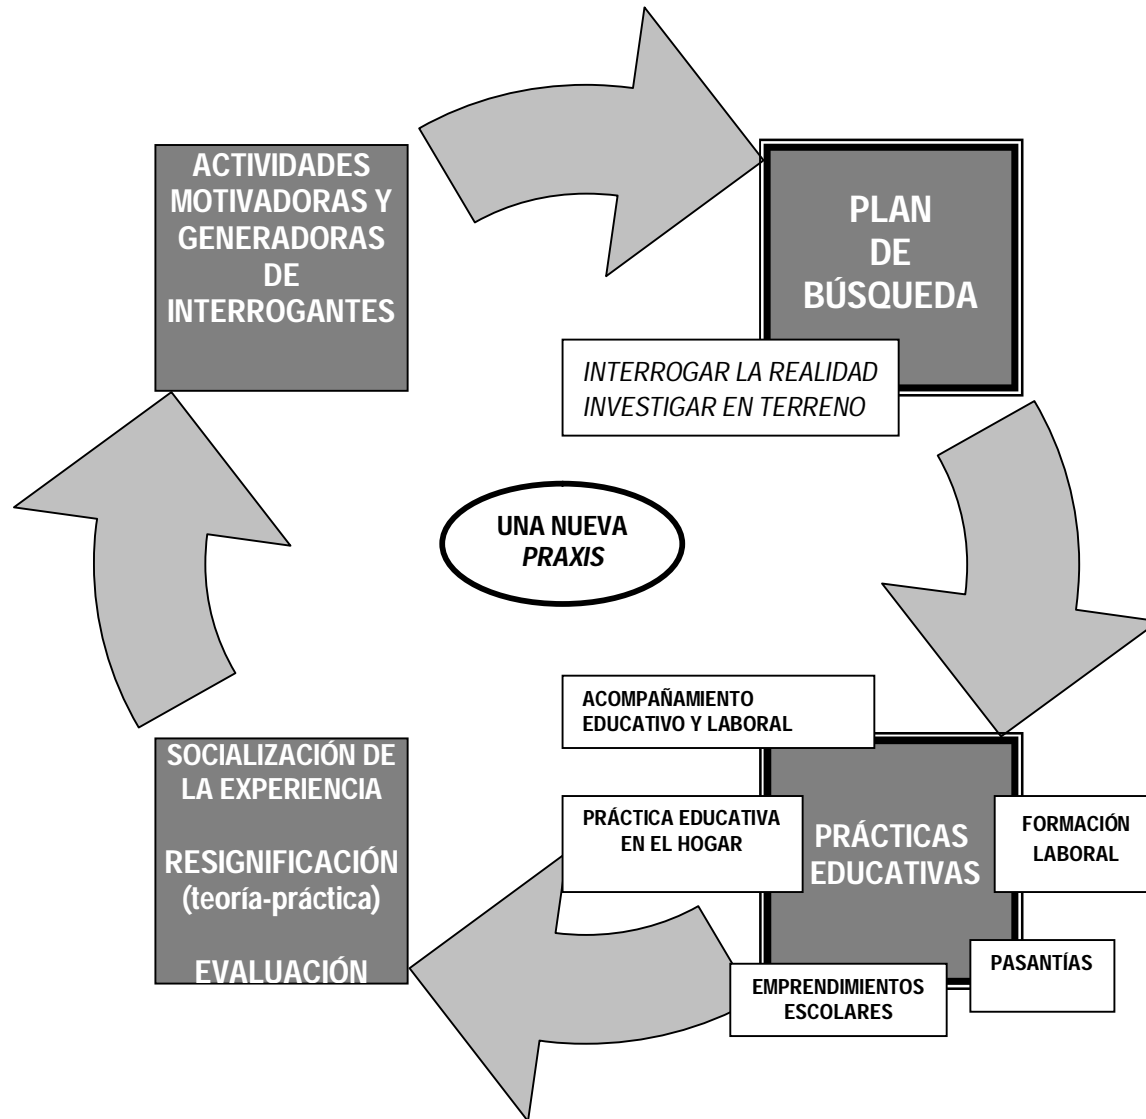 ACTIVIDADES
MOTIVADORAS Y
GENERADORAS
DE
INTERROGANTES
PLAN
DE
BÚSQUEDA
INTERROGAR LA REALIDAD
INVESTIGAR EN TERRENO
UNA NUEVA
PRAXIS
ACOMPAÑAMIENTO
EDUCATIVO Y LABORAL
PRÁCTICA EDUCATIVA
EN EL HOGAR
PRÁCTICAS
EDUCATIVAS
FORMACIÓN
LABORAL
PASANTÍAS
EMPRENDIMIENTOS
ESCOLARES
SOCIALIZACIÓN DE
LA EXPERIENCIA
RESIGNIFICACIÓN
(teoría-práctica)
EVALUACIÓN